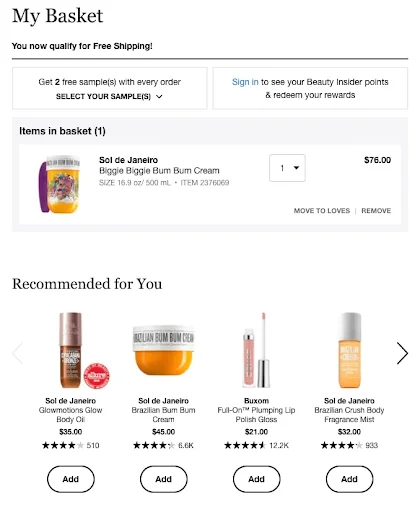 My Basket
You now qualify for Free Shipping!
Get 2 free sample(s) with every order
SELECT YOUR SAMPLE(S)
Sign in to see your Beauty Insider points
& redeem your rewards
Items in basket (1)
Sol de Janeiro
Biggie Biggie Bum Bum Cream
SIZE 16.9 oz/ 500 mL • ITEM 2376069
1
$76.00
MOVE TO LOVES | REMOVE
Recommended for You
BRAZILIAN BUM BUM CREAM
Sol de Janeiro
Glowmotions Glow
Body Oil
$35.00
510
Add
Sol de Janeiro
Brazilian Bum Bum
Cream
$45.00
6.6K
Add
Buxom
Full-On™ Plumping Lip
Polish Gloss
$21.00
12.2K
Add
Sol de Janeiro
Brazilian Crush Body
Fragrance Mist
$32.00
933
Add